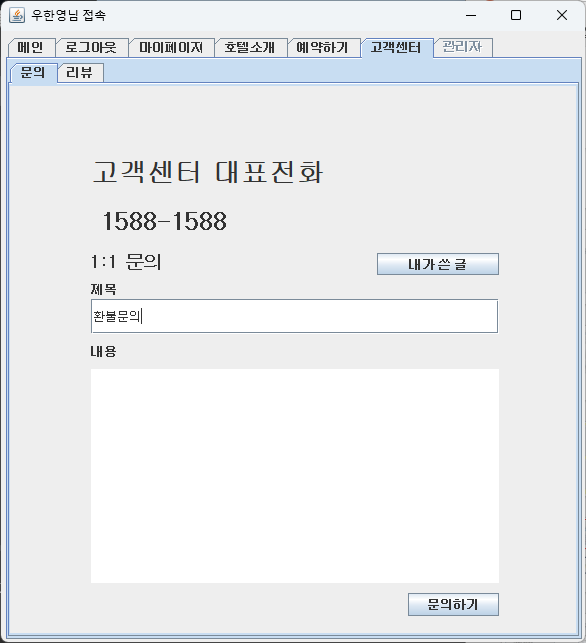 우한영님 접속
메인 로그아웃 마이페이지 호텔소개 예약하기 고객센터 관리자
문의 리뷰
고객센터 대표전화
1588-1588
1:1 문의 내가 쓴 글
제목
환불문의
내용
문의하기